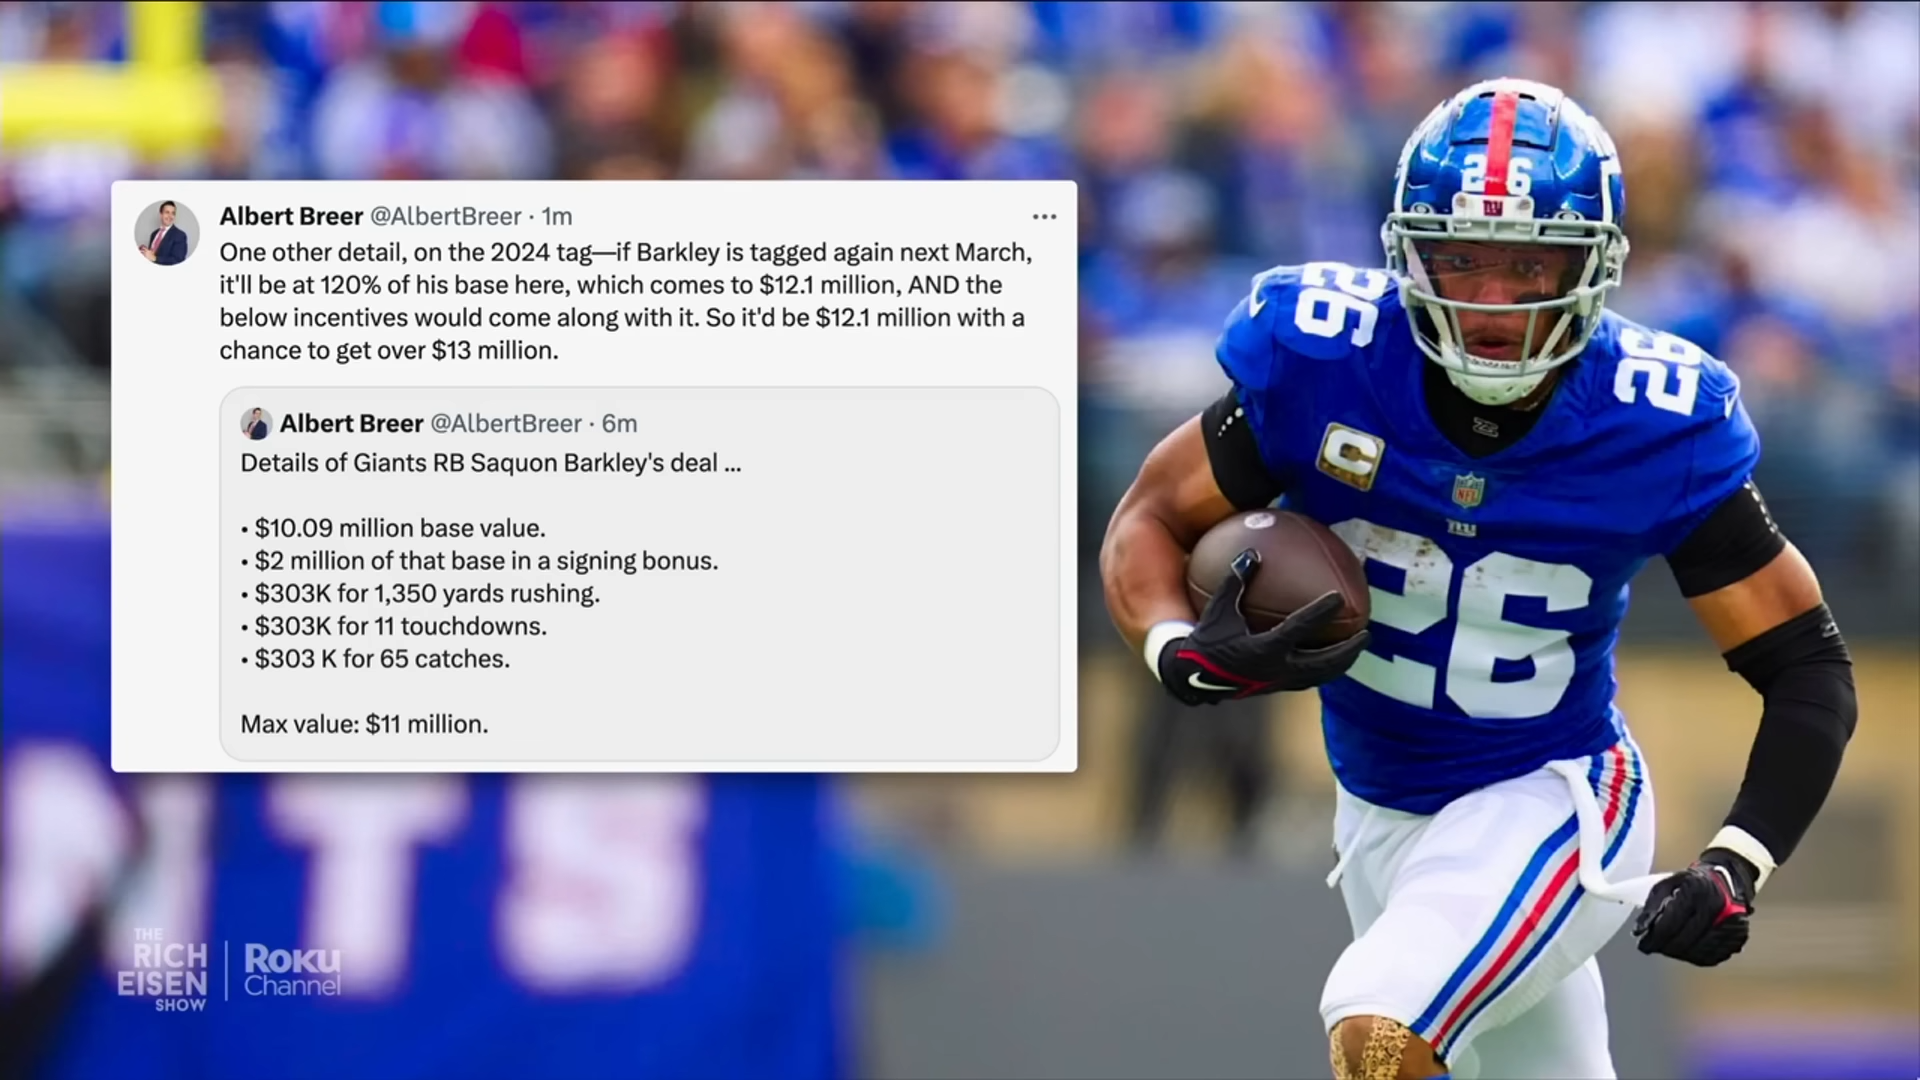 Albert Breer @AlbertBreer · 1m
One other detail, on the 2024 tag—if Barkley is tagged again next March,
it'll be at 120% of his base here, which comes to $12.1 million, AND the
below incentives would come along with it. So it'd be $12.1 million with a
chance to get over $13 million.
Albert Breer @AlbertBreer · 6m
Details of Giants RB Saquon Barkley's deal ...
• $10.09 million base value.
• $2 million of that base in a signing bonus.
• $303K for 1,350 yards rushing.
• $303K for 11 touchdowns.
• $303 K for 65 catches.
Max value: $11 million.
26
NY
26
26
C
NFL
NY
26
NTS
THE
RICH
EISEN
SHOW
Roku
Channel